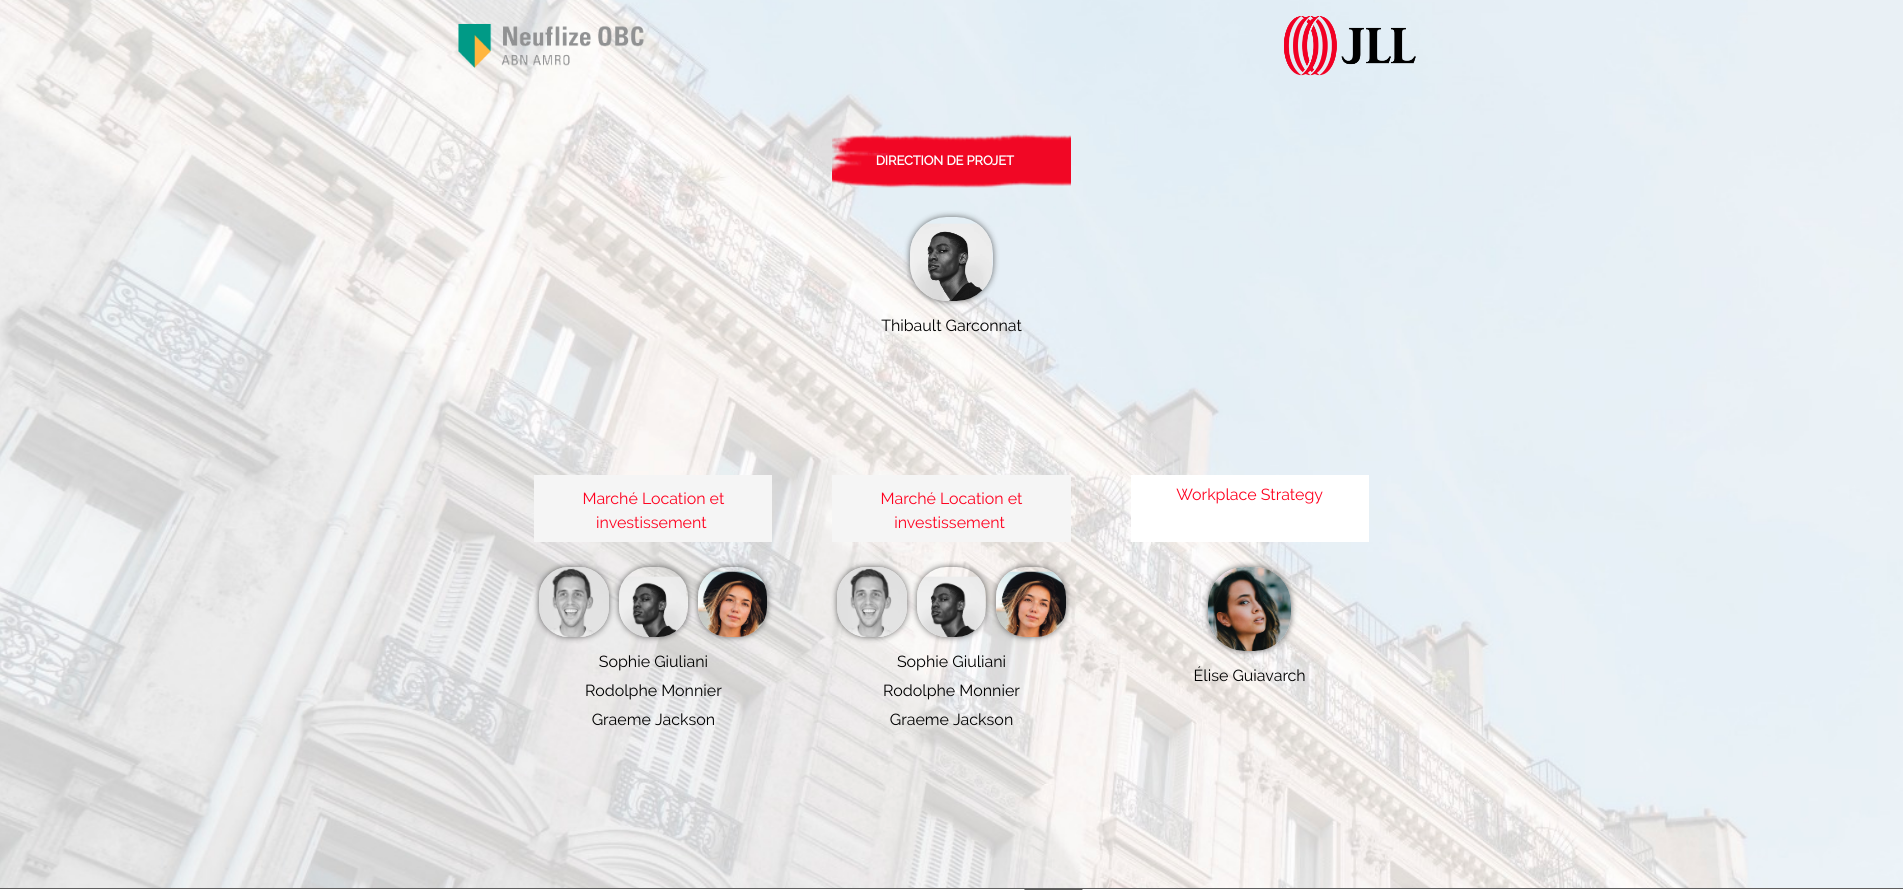 Neuflize OBC
ABN AMRO
JLL
DIRECTION DE PROJET
Thibault Garconnat
Marché Location et
investissement
Marché Location et
investissement
Workplace Strategy
Sophie Giuliani
Rodolphe Monnier
Graeme Jackson
Sophie Giuliani
Rodolphe Monnier
Graeme Jackson
Élise Guiavarch